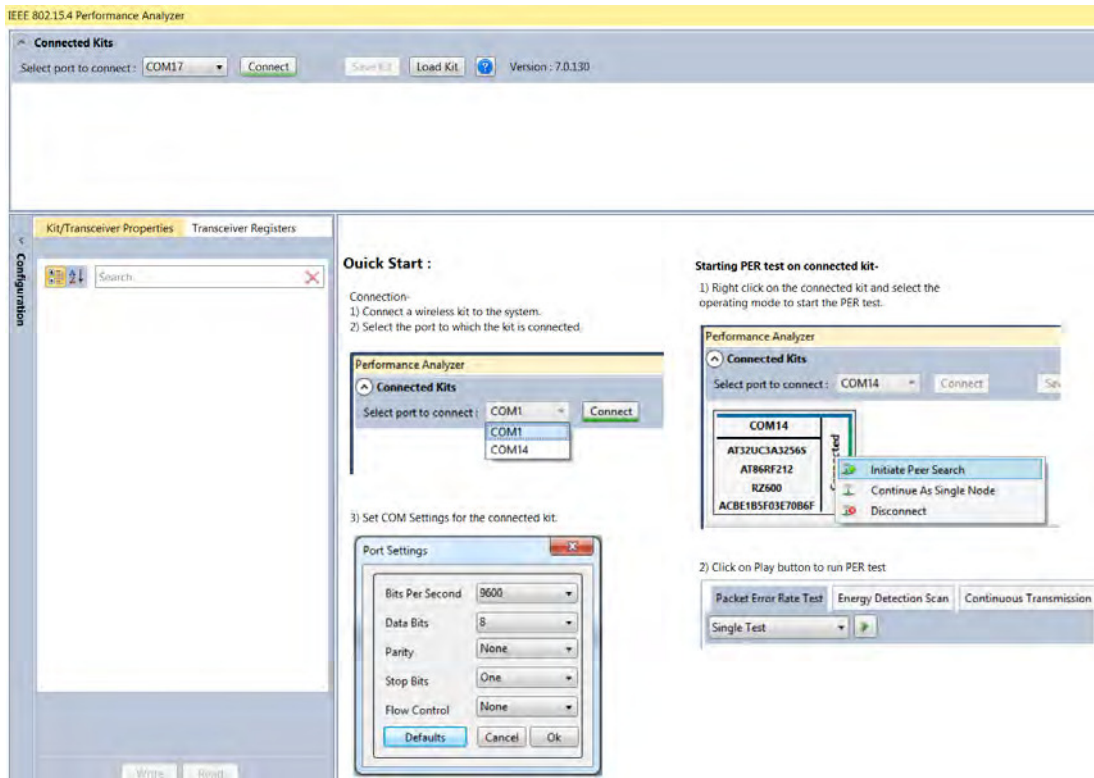 IEEE 802.15.4 Performance Analyzer
Connected Kits
Select port to connect : COM17 Connect Save Kit Load Kit ? Version : 7.0.130
Configuration
Kit/Transceiver Properties Transceiver Registers
Search
Write Read
Ouick Start :
Connection-
1) Connect a wireless kit to the system.
2) Select the port to which the kit is connected
Performance Analyzer
Connected Kits
Select port to connect : COM1 Connect
COM1
COM14
3) Set COM Settings for the connected kit.
Port Settings
Bits Per Second 9600
Data Bits 8
Parity None
Stop Bits One
Flow Control None
Defaults Cancel Ok
Starting PER test on connected kit-
1) Right click on the connected kit and select the
operating mode to start the PER test.
Performance Analyzer
Connected Kits
Select port to connect : COM14 Connect
COM14
AT32UC3A3256S
AT86RF212
RZ600
ACBE1B5F03E70B6F
Initiate Peer Search
Continue As Single Node
Disconnect
2) Click on Play button to run PER test
Packet Error Rate Test Energy Detection Scan Continuous Transmission
Single Test